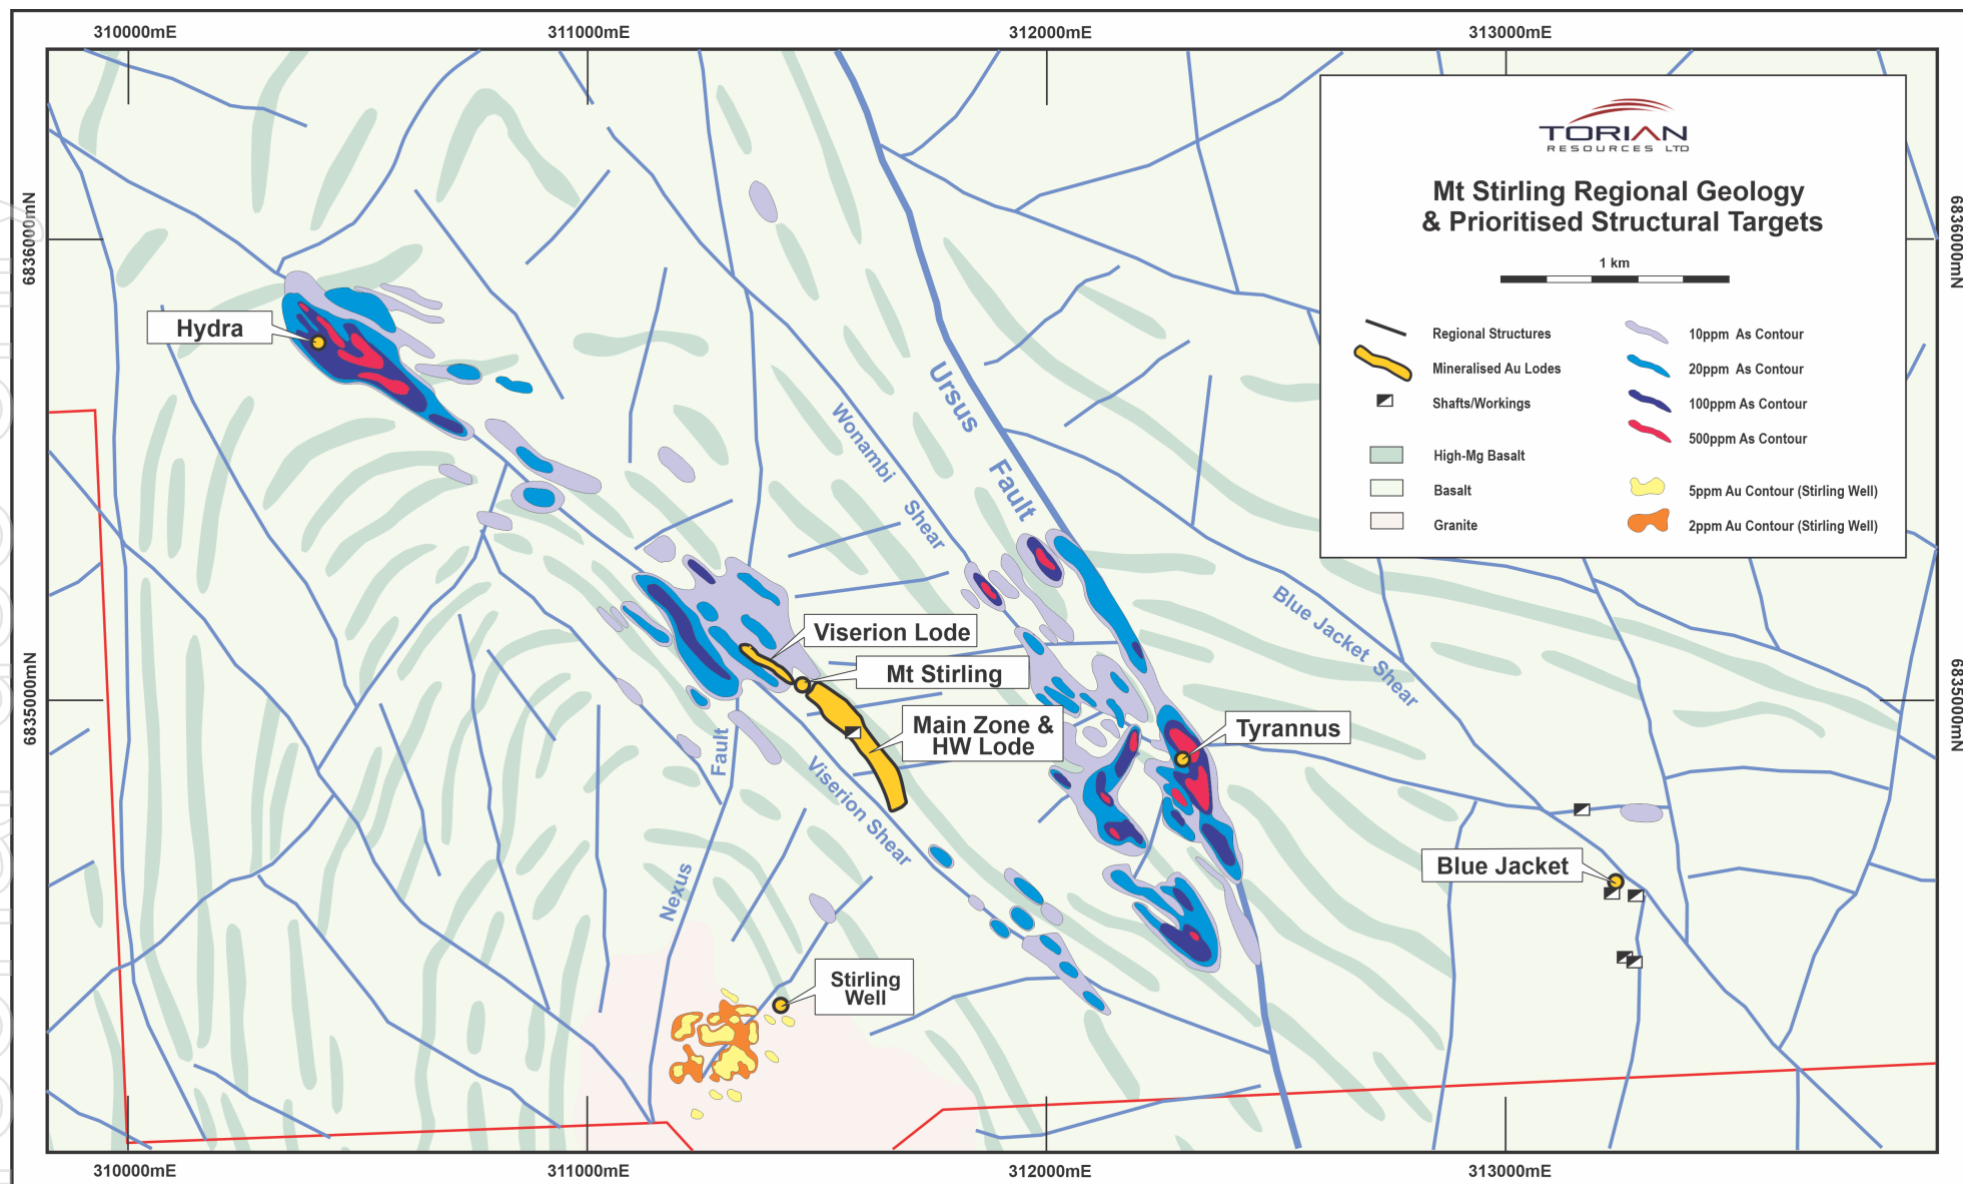 310000mE
311000mE
312000mE
313000mE
6836000mN
6836000mN
6835000mN
6835000mN
TORIAN
RESOURCES LTD
Mt Stirling Regional Geology
& Prioritised Structural Targets
1 km
Regional Structures
Mineralised Au Lodes
Shafts/Workings
High-Mg Basalt
Basalt
Granite
10ppm As Contour
20ppm As Contour
100ppm As Contour
500ppm As Contour
5ppm Au Contour (Stirling Well)
2ppm Au Contour (Stirling Well)
Hydra
Ursus Fault
Wonambi Shear
Blue Jacket Shear
Viserion Lode
Mt Stirling
Main Zone &
HW Lode
Tyrannus
Viserion Shear
Nexus Fault
Blue Jacket
Stirling
Well
310000mE
311000mE
312000mE
313000mE